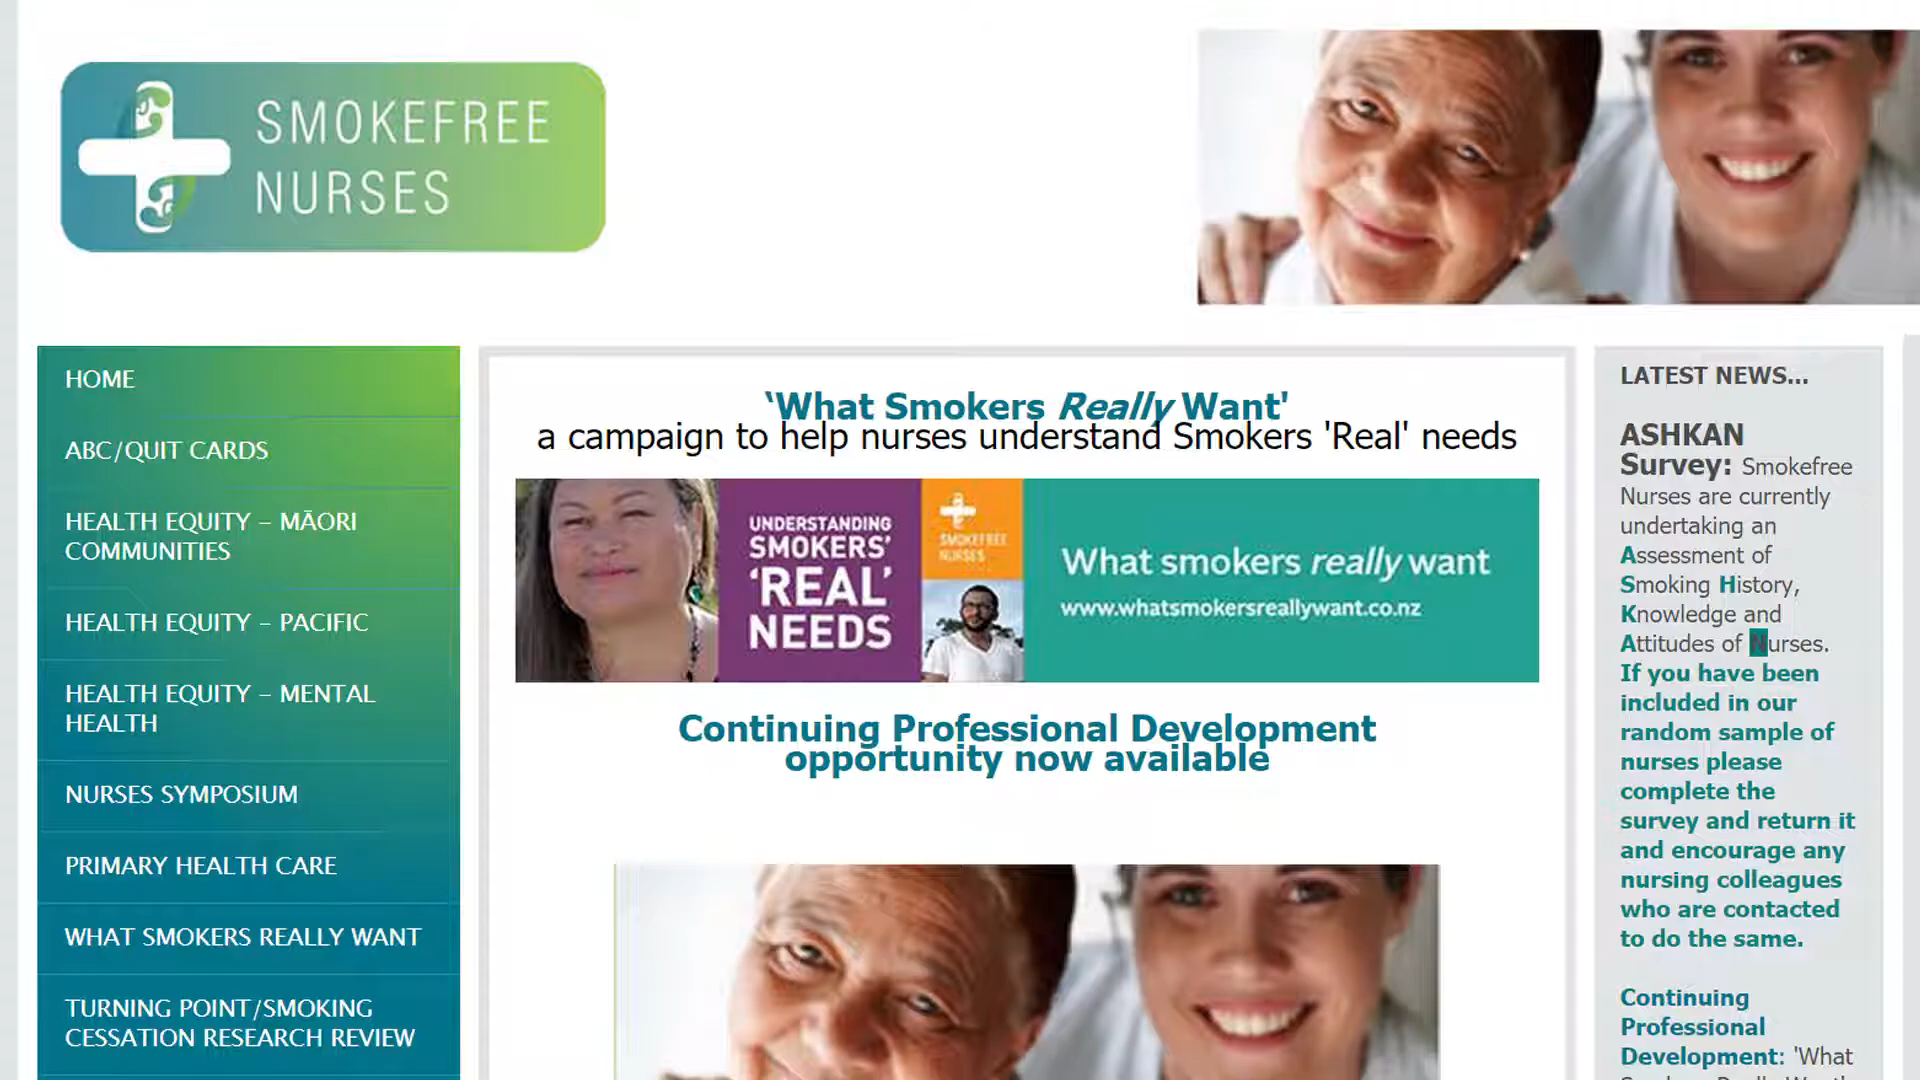 SMOKEFREE
NURSES
HOME
ABC/QUIT CARDS
HEALTH EQUITY – MĀORI
COMMUNITIES
HEALTH EQUITY – PACIFIC
HEALTH EQUITY – MENTAL
HEALTH
NURSES SYMPOSIUM
PRIMARY HEALTH CARE
WHAT SMOKERS REALLY WANT
TURNING POINT/SMOKING
CESSATION RESEARCH REVIEW
‘What Smokers Really Want'
a campaign to help nurses understand Smokers 'Real' needs
UNDERSTANDING
SMOKERS’
‘REAL’
NEEDS
SMOKEFREE
NURSES
What smokers really want
www.whatsmokersreallywant.co.nz
Continuing Professional Development
opportunity now available
LATEST NEWS...
ASHKAN
Survey: Smokefree
Nurses are currently
undertaking an
Assessment of
Smoking History,
Knowledge and
Attitudes of Nurses.
If you have been
included in our
random sample of
nurses please
complete the
survey and return it
and encourage any
nursing colleagues
who are contacted
to do the same.
Continuing
Professional
Development: 'What